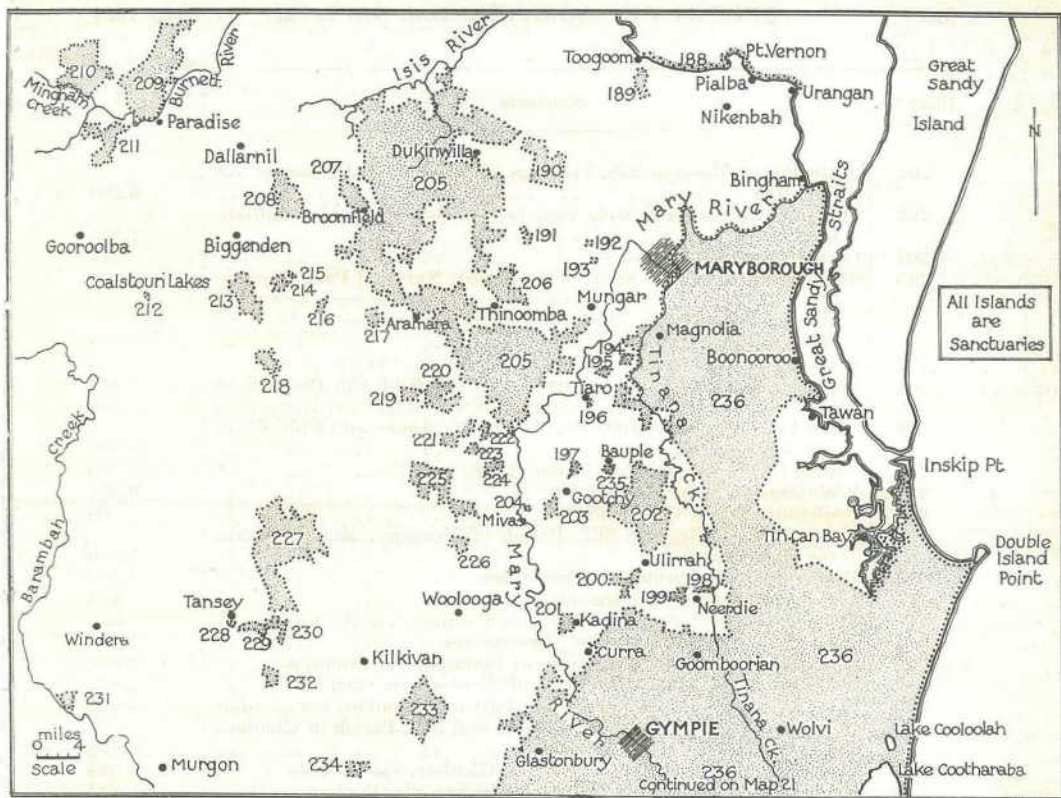 Toogoom
188
Pt. Vernon
Great
Sandy
Island
Isis River
210
209
Burnett
River
Mingham
Creek
Pialba
Urangan
189
Nikenbah
N
Paradise
211
Dallarnil
207
Dukinwilla
205
190
208
Bingham
Broomfield
Mary River
Great Sandy Straits
Gooroolba
Biggenden
191
192
193
MARYBOROUGH
Coalstoun Lakes
212
213
215
214
206
216
Mungar
217
Aramara
Thinoomba
Magnolia
All Islands
are
Sanctuaries
194
195
205
Boonooroo
218
220
219
Tiaro
196
Tinana Ck.
236
Tawan
221
222
223
224
197
Bauple
235
Inskip Pt.
Barambah Creek
225
204
Gootchy
203
202
Miva
227
Tin Can Bay
Double
Island
Point
226
Mary River
Ulirrah
200
198
199
Neerdie
Tansey
Woolooga
201
Kadina
Windera
228
229
230
Curra
Goomboorian
236
Kilkivan
232
231
233
Tinana Ck.
miles
0 4
Scale
GYMPIE
Wolvi
Lake Cooloolah
Glastonbury
Murgon
234
236
Continued on Map 21
Lake Cootharaba